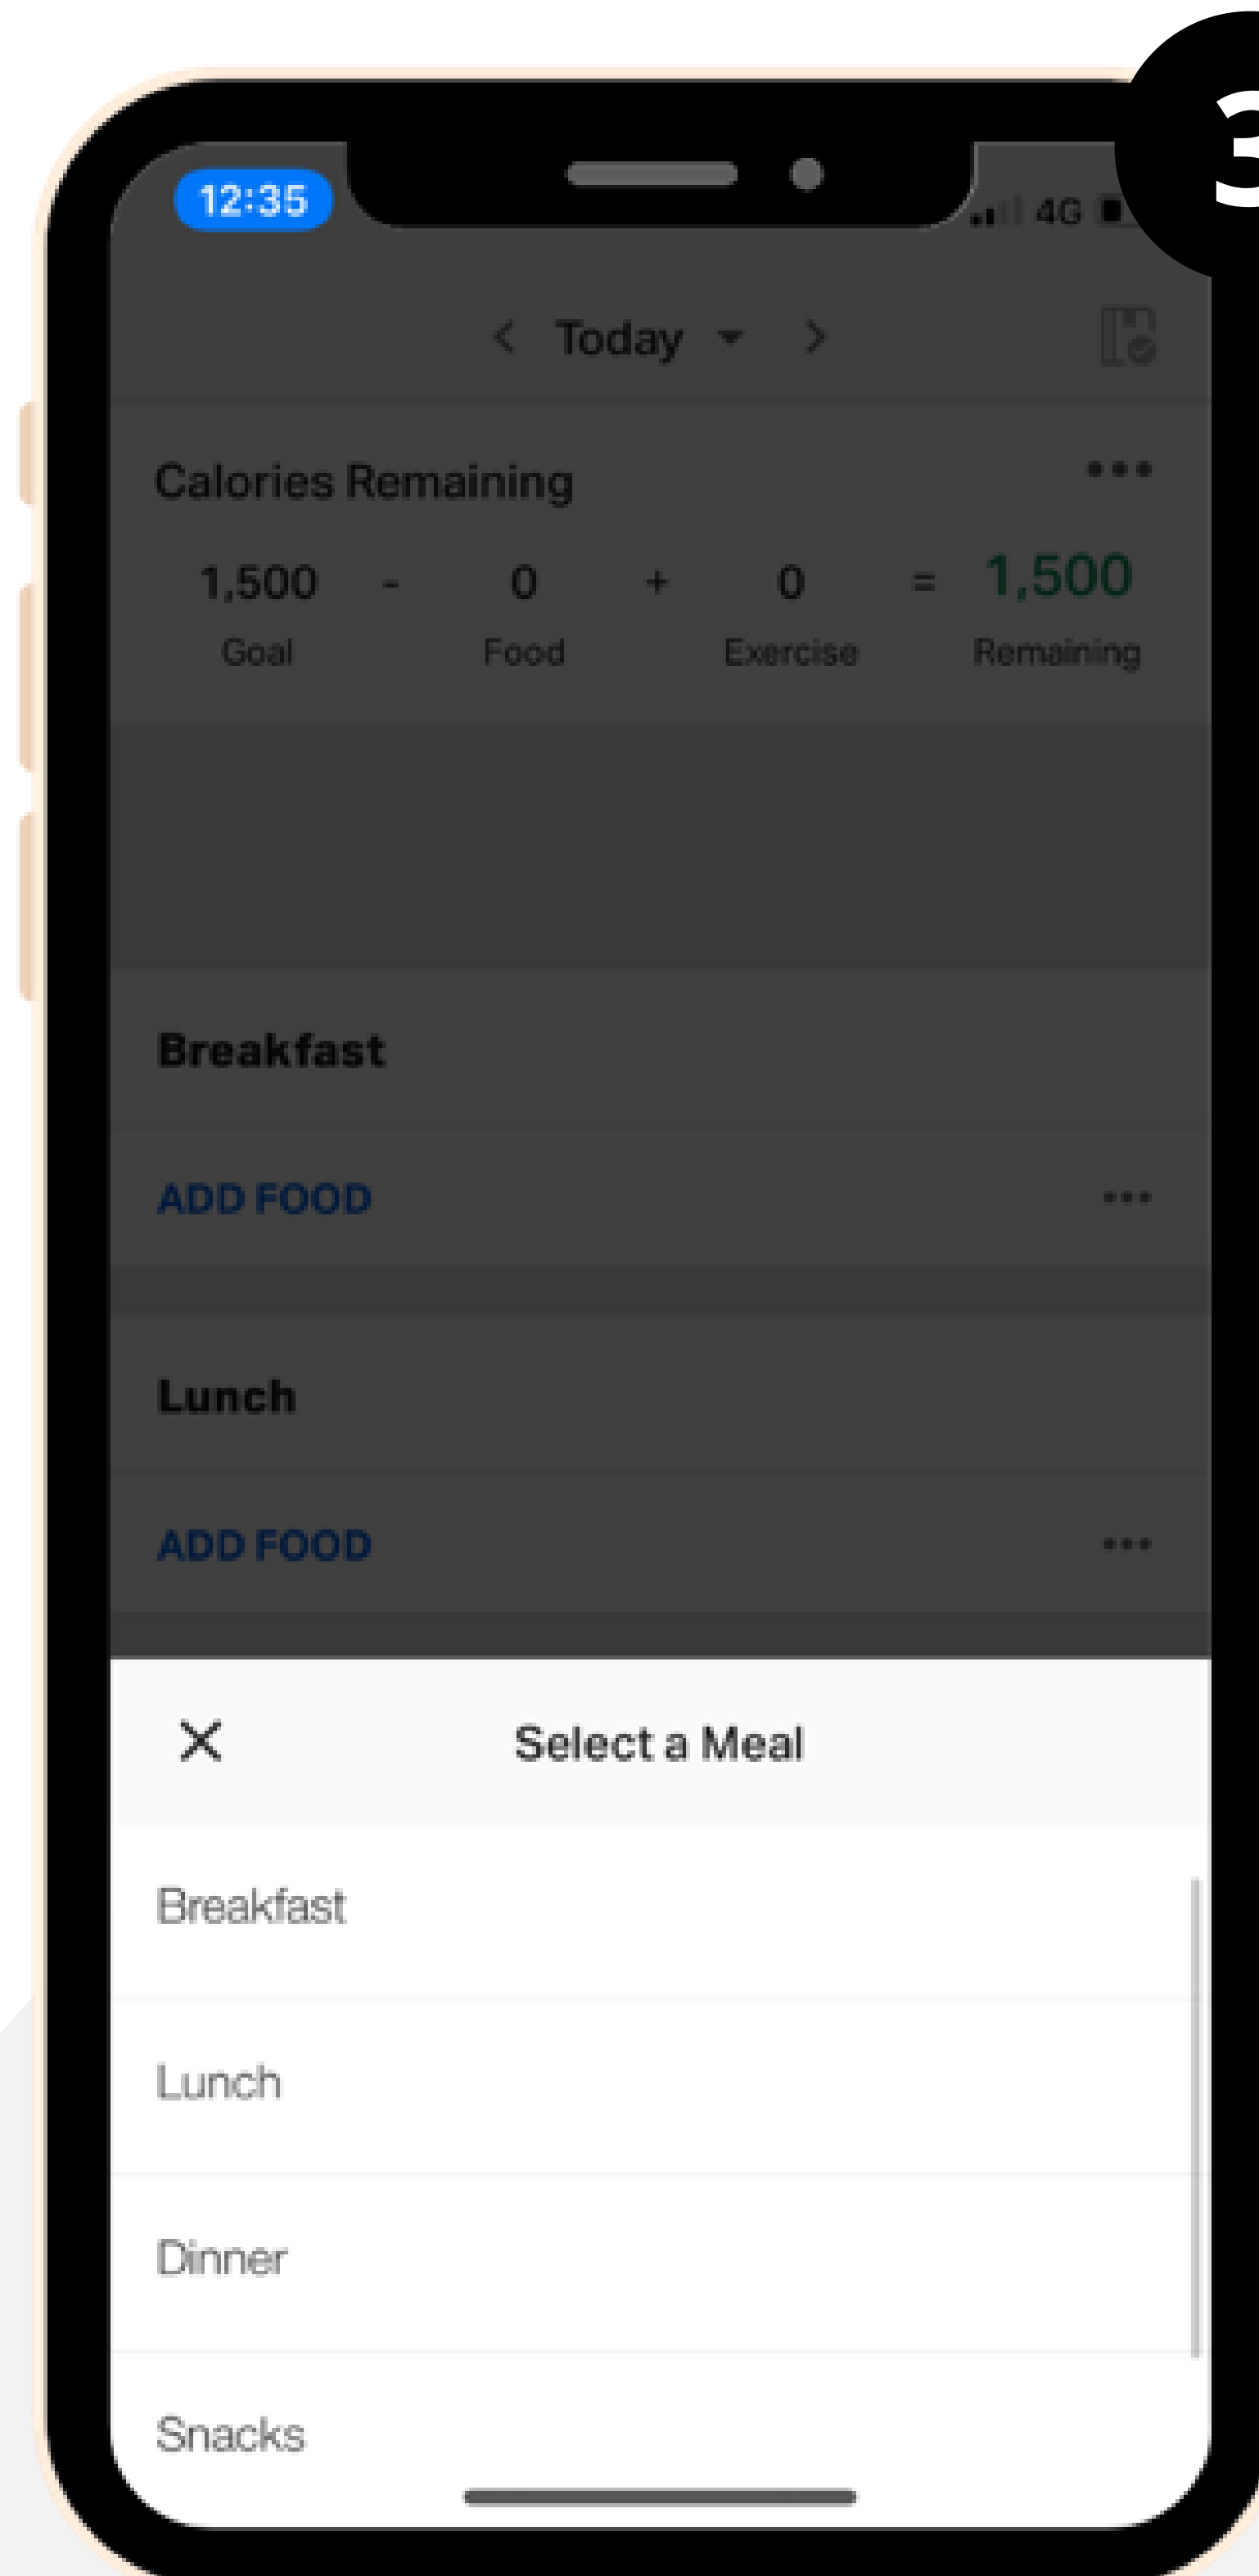 3
12:35
4G
< Today >
Calories Remaining
1,500 - 0 + 0 = 1,500
Goal Food Exercise Remaining
Breakfast
ADD FOOD
Lunch
ADD FOOD
Select a Meal
Breakfast
Lunch
Dinner
Snacks